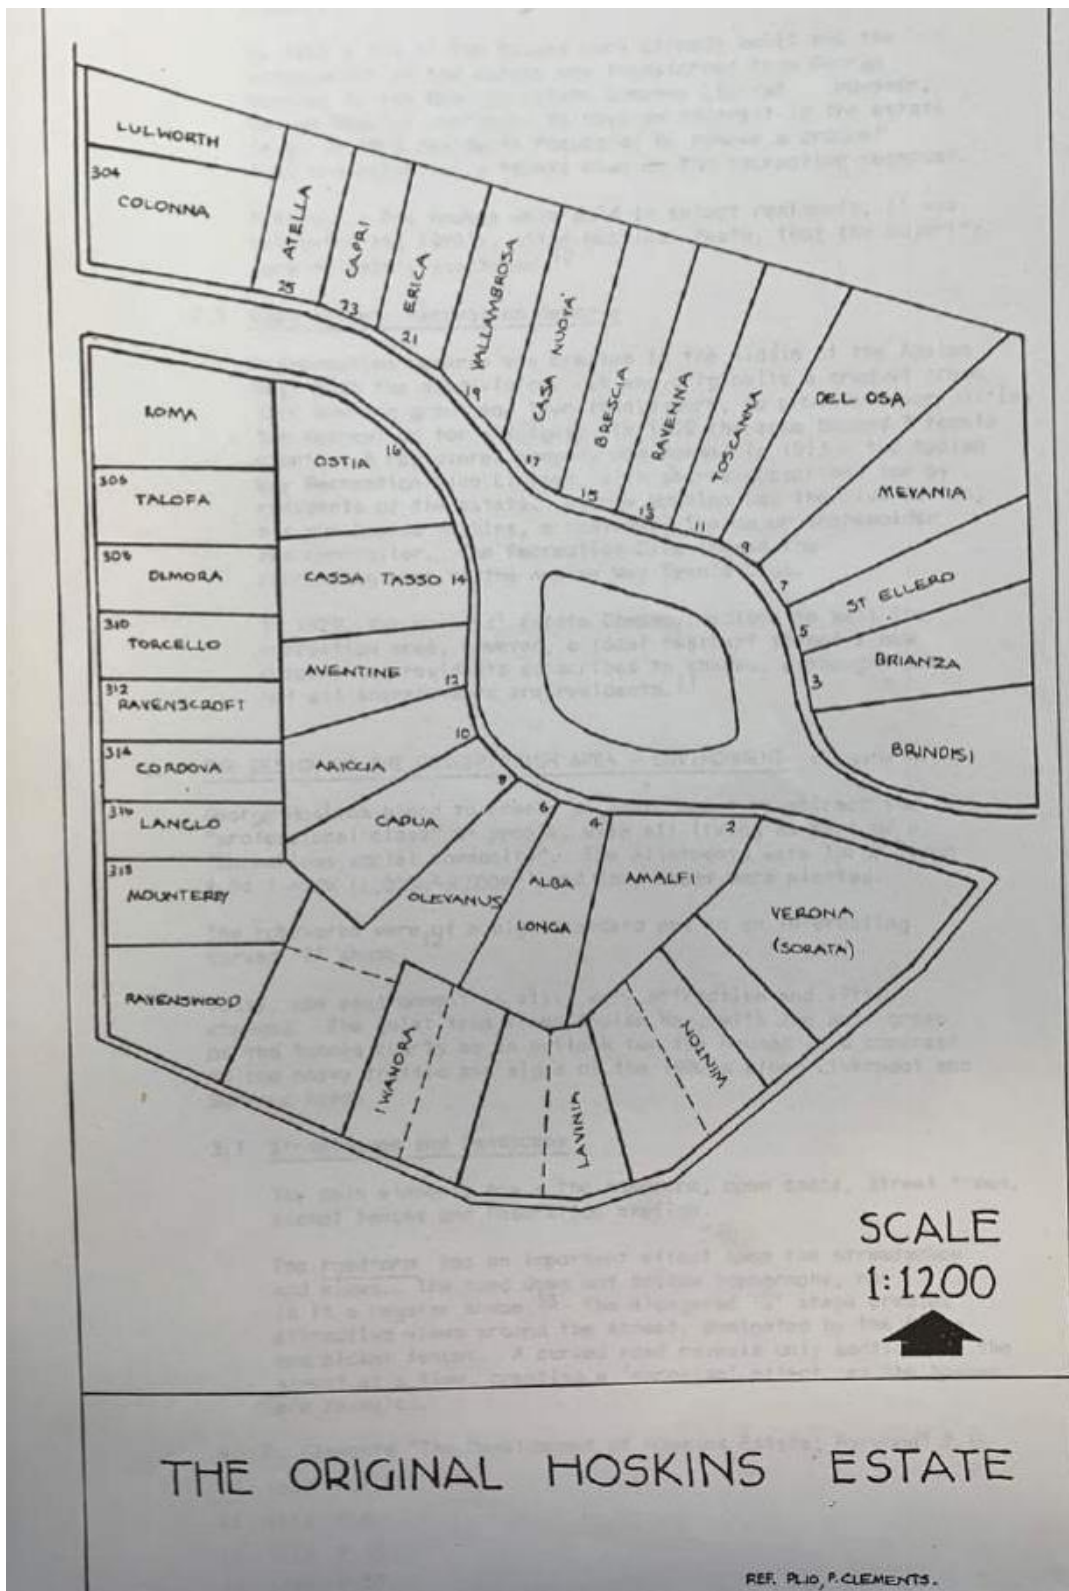 LULWORTH
304
COLONNA
ATELLA
CAPRI
23
ERICA
21
VALLAMBROSA
19
CASA NUOVA'
17
BRESCIA
15
RAVENNA
TOSCANNA
11
DEL OSA
9
MEVANIA
7
ST ELLERO
5
BRIANZA
3
BRINDISI
ROMA
OSTIA
16
306
TALOFA
308
DIMORA
CASSA TASSO 14
310
TORCELLO
AVENTINE
12
312
RAVENSCROFT
10
314
CORDOVA
ARICCIA
8
316
LANGLO
CAPUA
6
4
2
318
MOUNTEREY
OLEVANUS
ALBA
LONGA
AMALFI
VERONA
(SORATA)
RAVENSWOOD
IWANORA
LAVINIA
WINTON
SCALE
1:1200
THE ORIGINAL HOSKINS ESTATE
REF. PL10, P. CLEMENTS.